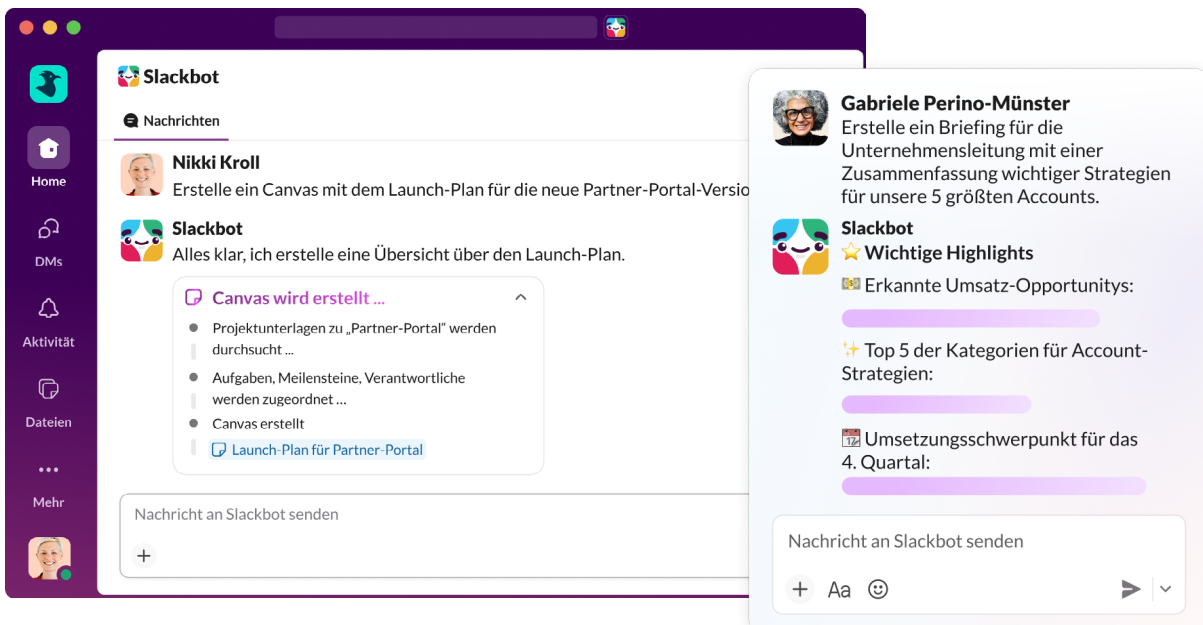 Slackbot
Nachrichten
Home
DMs
Aktivität
Dateien
Mehr
Nikki Kroll
Erstelle ein Canvas mit dem Launch-Plan für die neue Partner-Portal-Versio
Slackbot
Alles klar, ich erstelle eine Übersicht über den Launch-Plan.
Canvas wird erstellt ...
Projektunterlagen zu „Partner-Portal“ werden
durchsucht ...
Aufgaben, Meilensteine, Verantwortliche
werden zugeordnet ...
Canvas erstellt
Launch-Plan für Partner-Portal
Nachricht an Slackbot senden
Gabriele Perino-Münster
Erstelle ein Briefing für die
Unternehmensleitung mit einer
Zusammenfassung wichtiger Strategien
für unsere 5 größten Accounts.
Slackbot
⭐ Wichtige Highlights
💵 Erkannte Umsatz-Opportunitys:
✨ Top 5 der Kategorien für Account-
Strategien:
📆 Umsetzungsschwerpunkt für das
4. Quartal:
Nachricht an Slackbot senden
Aa